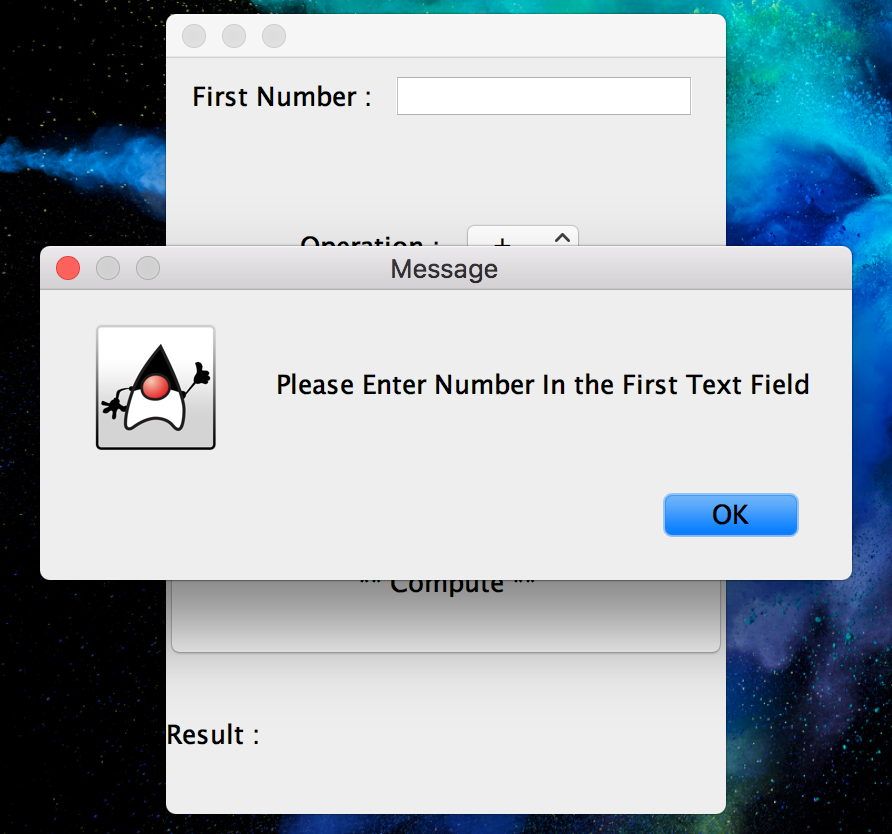 First Number :
Operation :
+
Message
Please Enter Number In the First Text Field
OK
** Compute **
Result :